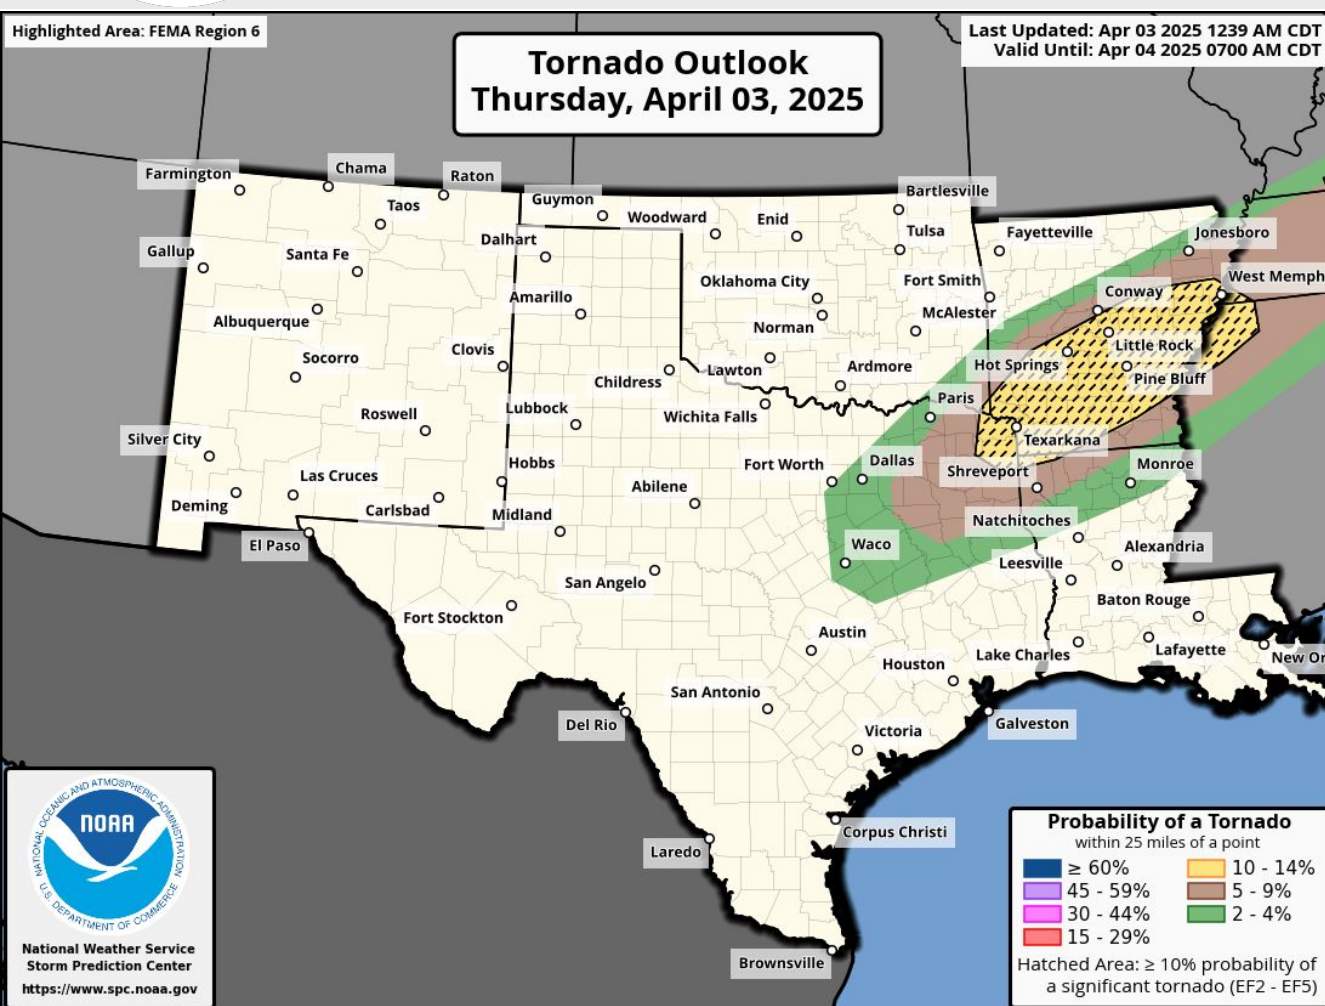 Highlighted Area: FEMA Region 6
Last Updated: Apr 03 2025 1239 AM CDT
Valid Until: Apr 04 2025 0700 AM CDT
Tornado Outlook
Thursday, April 03, 2025
Farmington
Chama
Raton
Taos
Guymon
Woodward
Enid
Bartlesville
Tulsa
Fayetteville
Jonesboro
Gallup
Santa Fe
Dalhart
Oklahoma City
Fort Smith
Conway
West Memph
Albuquerque
Amarillo
Norman
McAlester
Little Rock
Socorro
Clovis
Childress
Lawton
Ardmore
Hot Springs
Pine Bluff
Roswell
Lubbock
Wichita Falls
Paris
Texarkana
Silver City
Las Cruces
Hobbs
Abilene
Fort Worth
Dallas
Shreveport
Monroe
Deming
Carlsbad
Midland
Natchitoches
El Paso
San Angelo
Waco
Leesville
Alexandria
Fort Stockton
Austin
Baton Rouge
Houston
Lake Charles
Lafayette
New Or
San Antonio
Del Rio
Galveston
Victoria
Corpus Christi
Laredo
Brownsville
NATIONAL OCEANIC AND ATMOSPHERIC ADMINISTRATION
NOAA
U.S. DEPARTMENT OF COMMERCE
National Weather Service
Storm Prediction Center
https://www.spc.noaa.gov
Probability of a Tornado
within 25 miles of a point
≥ 60%
45 - 59%
30 - 44%
15 - 29%
10 - 14%
5 - 9%
2 - 4%
Hatched Area: ≥ 10% probability of
a significant tornado (EF2 - EF5)